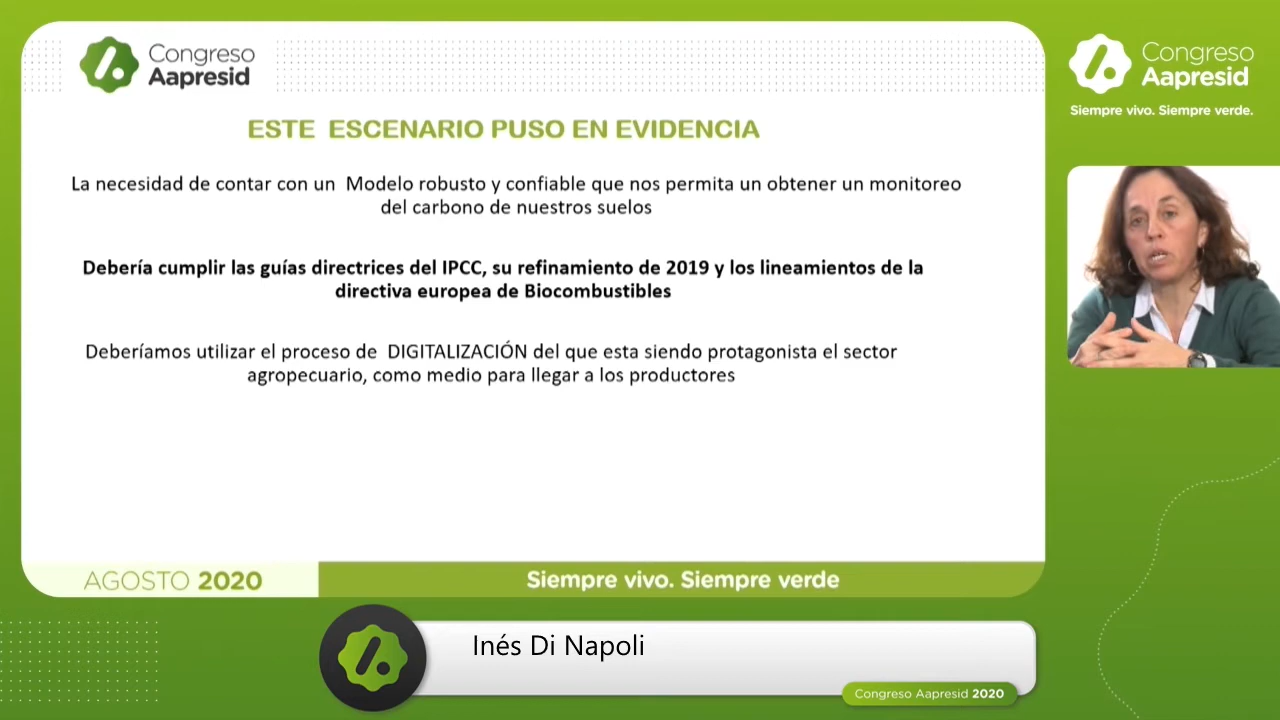 Congreso
Aapresid
ESTE ESCENARIO PUSO EN EVIDENCIA
La necesidad de contar con un Modelo robusto y confiable que nos permita un obtener un monitoreo
del carbono de nuestros suelos
Debería cumplir las guías directrices del IPCC, su refinamiento de 2019 y los lineamientos de la
directiva europea de Biocombustibles
Deberíamos utilizar el proceso de DIGITALIZACIÓN del que esta siendo protagonista el sector
agropecuario, como medio para llegar a los productores
AGOSTO 2020
Siempre vivo. Siempre verde
Congreso
Aapresid
Siempre vivo. Siempre verde.
Inés Di Napoli
Congreso Aapresid 2020